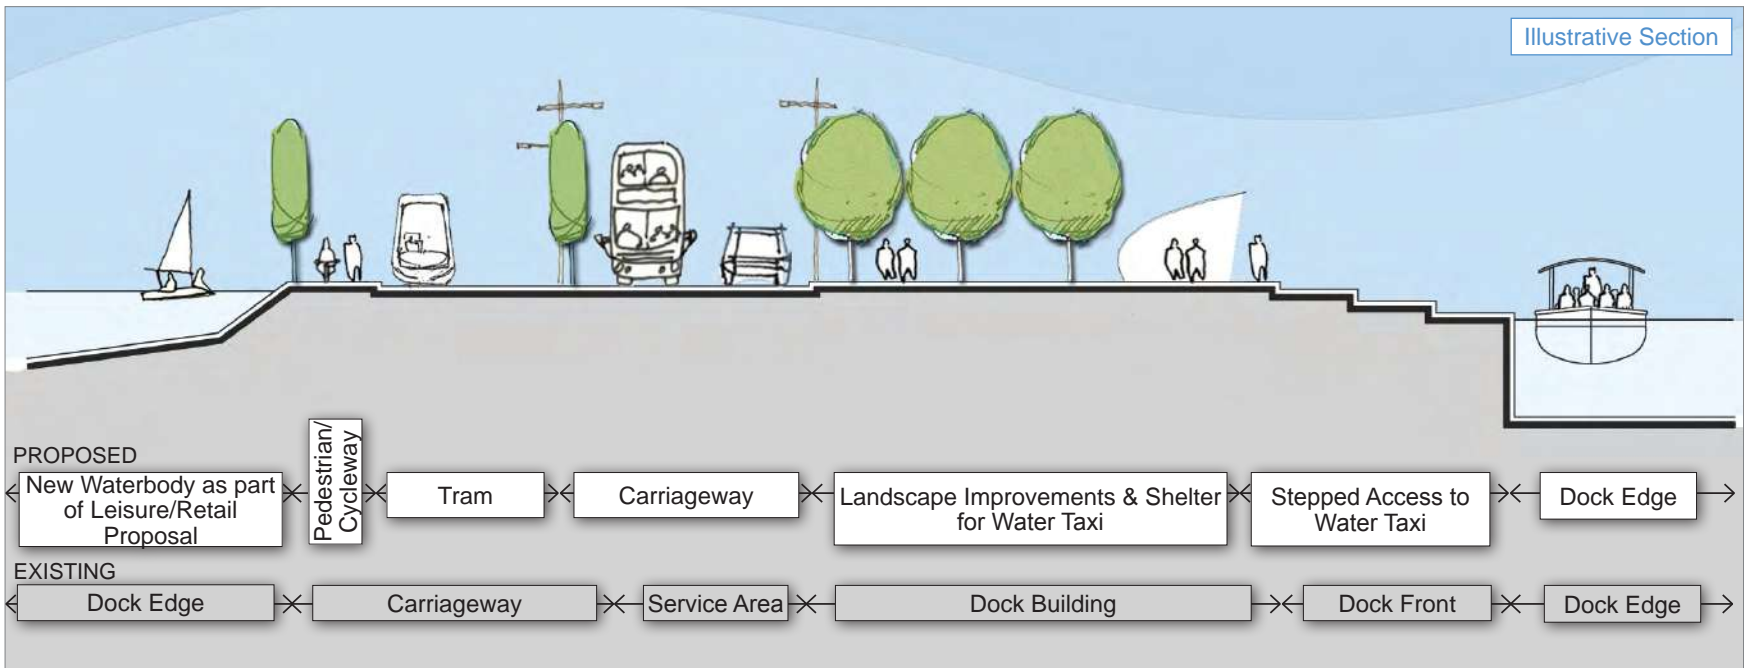 Illustrative Section
PROPOSED
New Waterbody as part
of Leisure/Retail
Proposal
Pedestrian/
Cycleway
Tram
Carriageway
Landscape Improvements & Shelter
for Water Taxi
Stepped Access to
Water Taxi
Dock Edge
EXISTING
Dock Edge
Carriageway
Service Area
Dock Building
Dock Front
Dock Edge